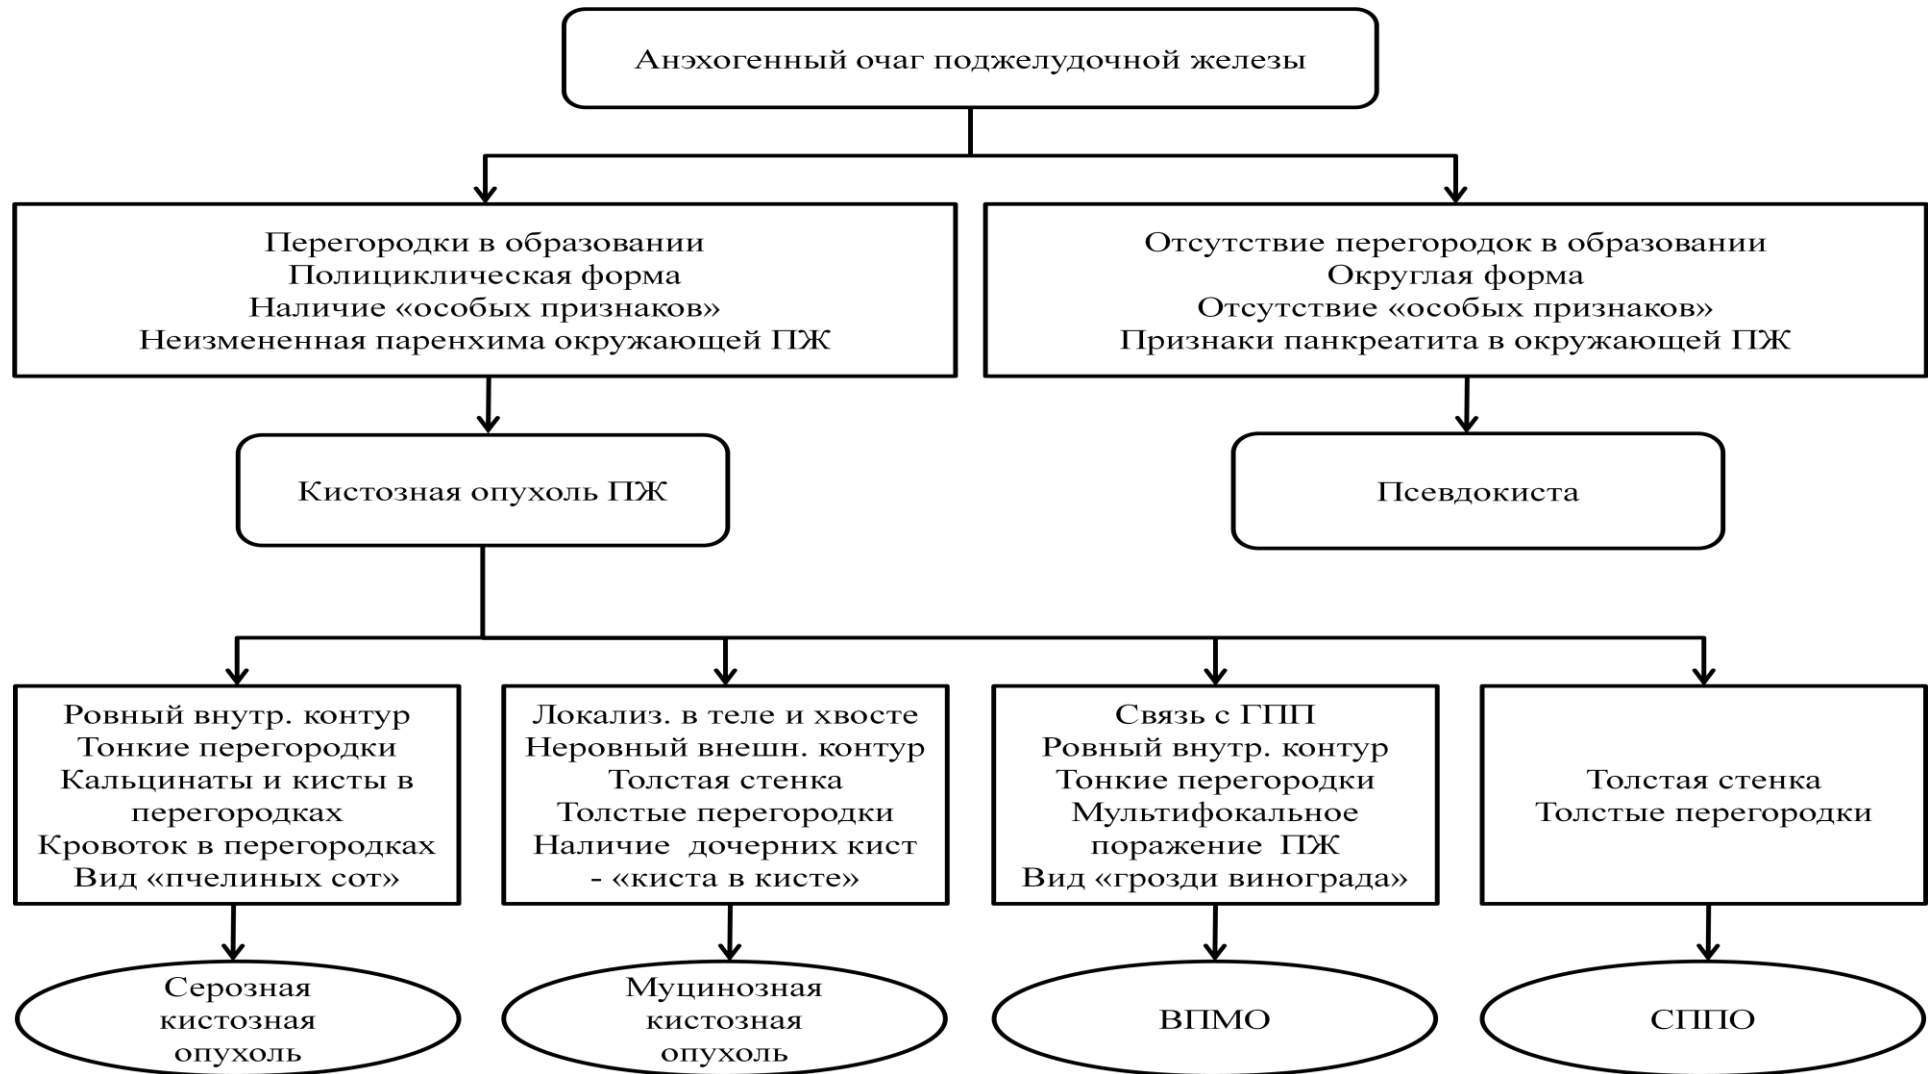 Анэхогенный очаг поджелудочной железы
Перегородки в образовании
Полициклическая форма
Наличие «особых признаков»
Неизмененная паренхима окружающей ПЖ
Отсутствие перегородок в образовании
Округлая форма
Отсутствие «особых признаков»
Признаки панкреатита в окружающей ПЖ
Кистозная опухоль ПЖ
Псевдокиста
Ровный внутр. контур
Тонкие перегородки
Кальцинаты и кисты в
перегородках
Кровоток в перегородках
Вид «пчелиных сот»
Локализ. в теле и хвосте
Неровный внешн. контур
Толстая стенка
Толстые перегородки
Наличие дочерних кист
- «киста в кисте»
Связь с ГПП
Ровный внутр. контур
Тонкие перегородки
Мультифокальное
поражение ПЖ
Вид «грозди винограда»
Толстая стенка
Толстые перегородки
Серозная
кистозная
опухоль
Муцинозная
кистозная
опухоль
ВПМО
СППО